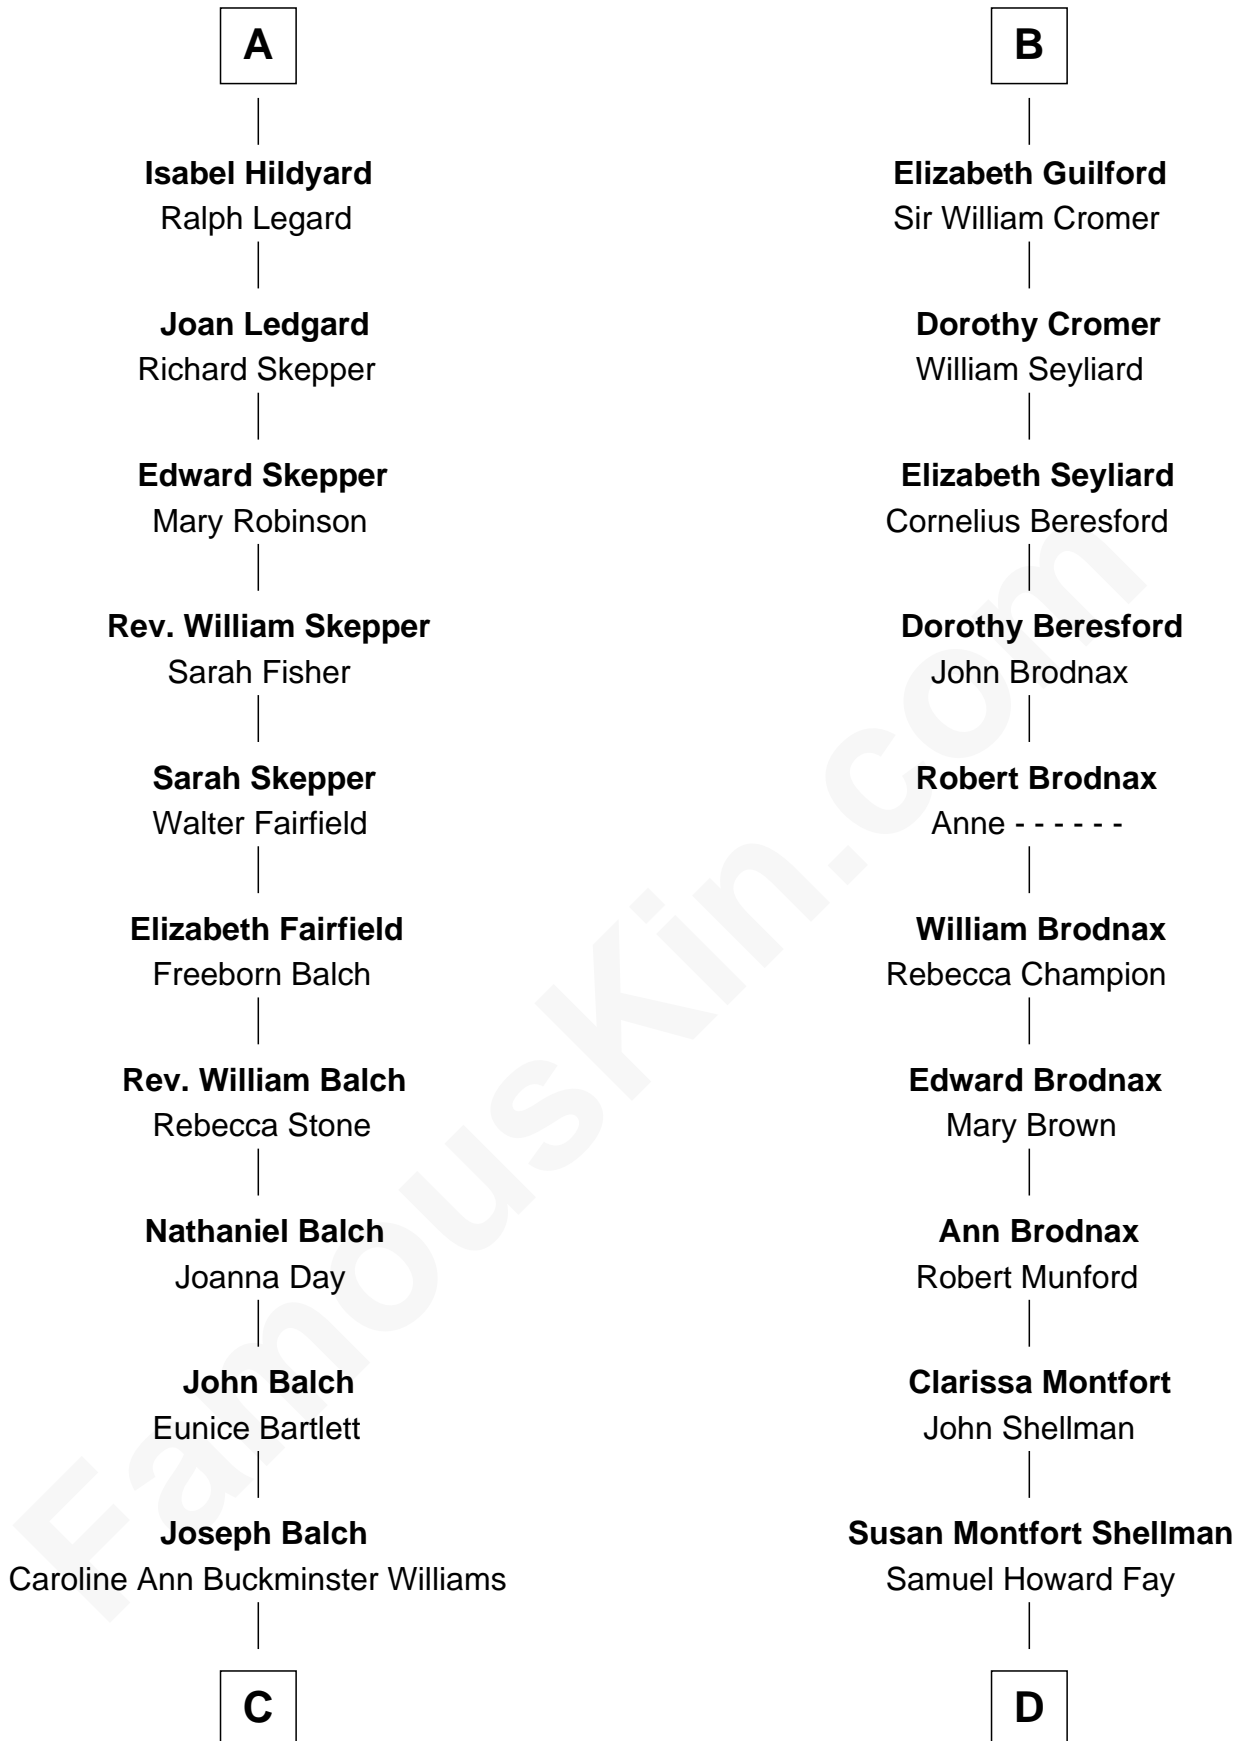 A
Isabel Hildyard
Ralph Legard
Joan Ledgard
Richard Skepper
Edward Skepper
Mary Robinson
Rev. William Skepper
Sarah Fisher
Sarah Skepper
Walter Fairfield
Elizabeth Fairfield
Freeborn Balch
Rev. William Balch
Rebecca Stone
Nathaniel Balch
Joanna Day
John Balch
Eunice Bartlett
Joseph Balch
Caroline Ann Buckminster Williams
C
B
Elizabeth Guilford
Sir William Cromer
Dorothy Cromer
William Seyliard
Elizabeth Seyliard
Cornelius Beresford
Dorothy Beresford
John Brodnax
Robert Brodnax
Anne - - - - - -
William Brodnax
Rebecca Champion
Edward Brodnax
Mary Brown
Ann Brodnax
Robert Munford
Clarissa Montfort
John Shellman
Susan Montfort Shellman
Samuel Howard Fay
D
FamousKin.com